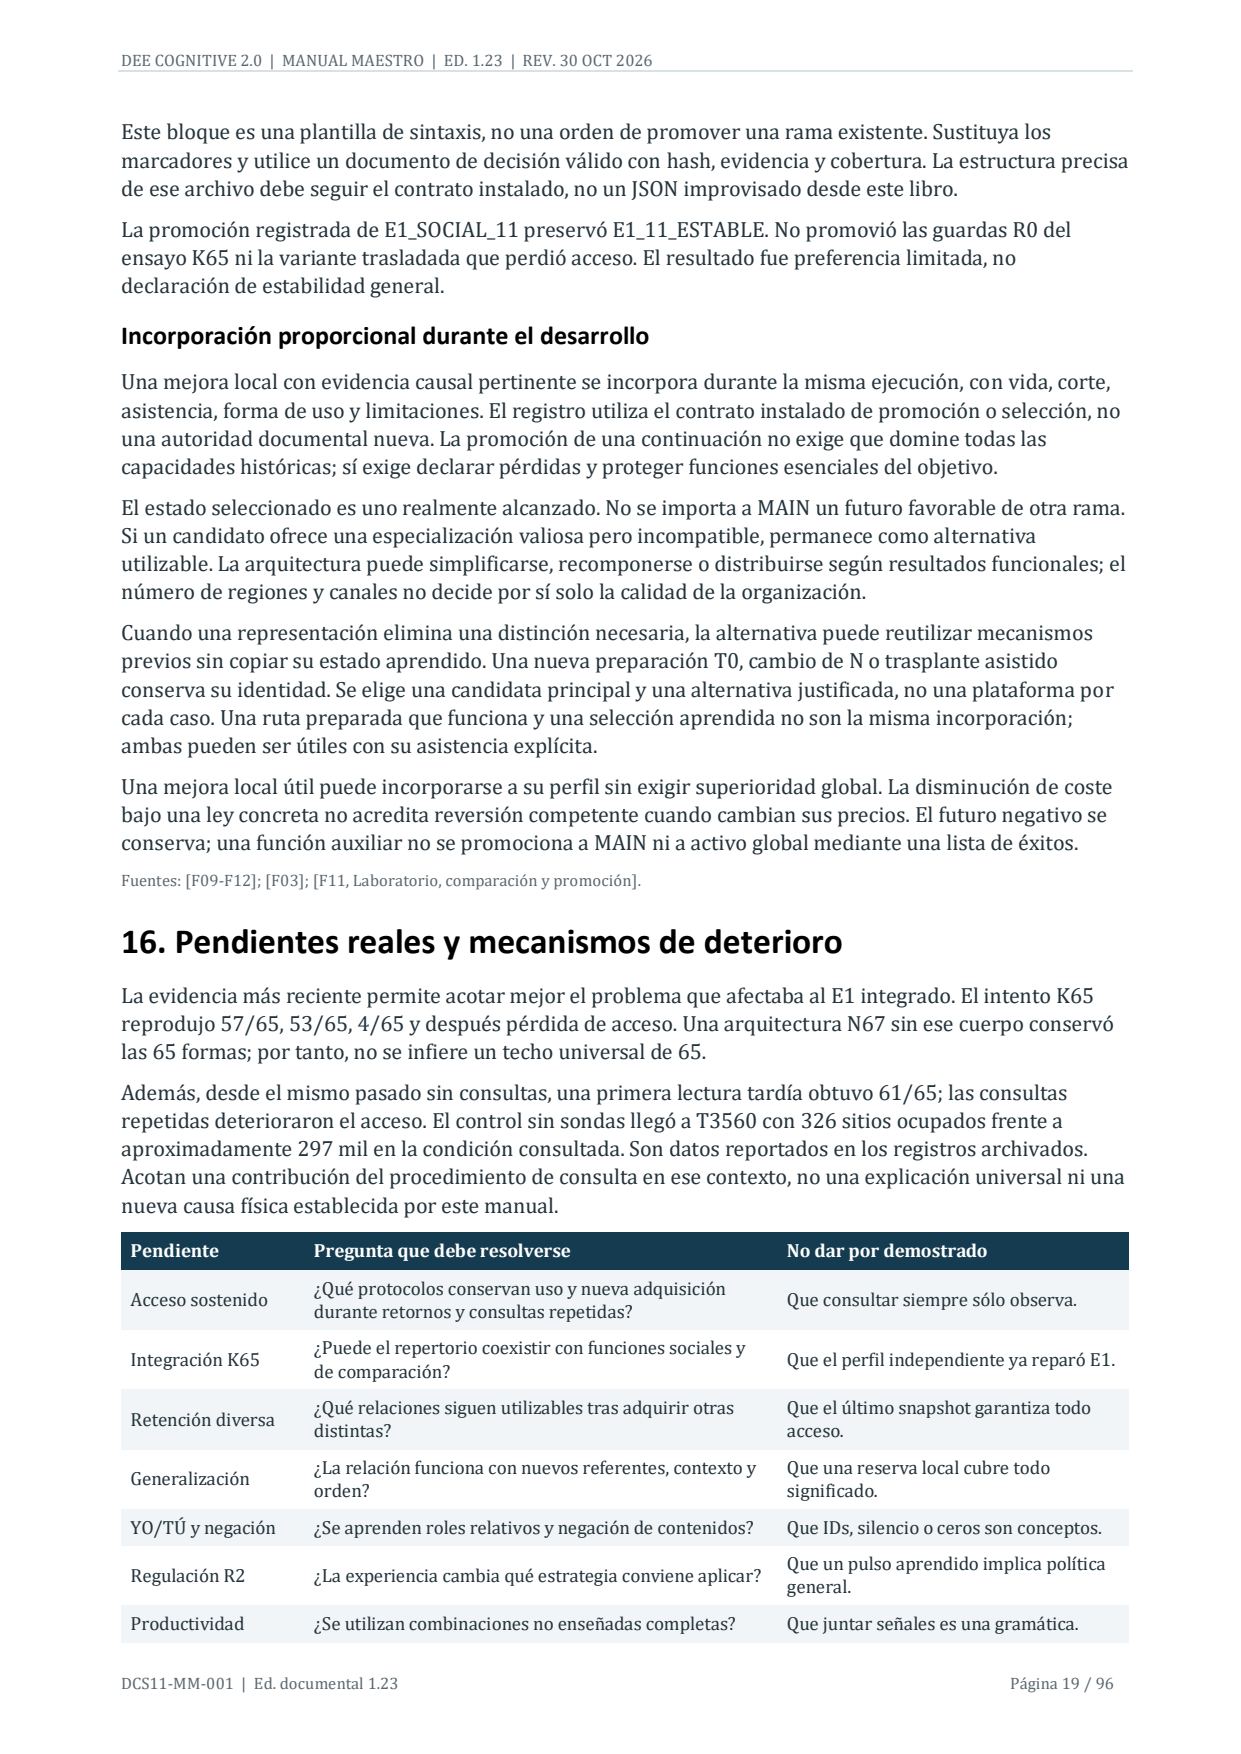 DEE COGNITIVE 2.0 | MANUAL MAESTRO | ED. 1.23 | REV. 30 OCT 2026
Este bloque es una plantilla de sintaxis, no una orden de promover una rama existente. Sustituya los
marcadores y utilice un documento de decisión válido con hash, evidencia y cobertura. La estructura precisa
de ese archivo debe seguir el contrato instalado, no un JSON improvisado desde este libro.
La promoción registrada de E1_SOCIAL_11 preservó E1_11_ESTABLE. No promovió las guardas R0 del
ensayo K65 ni la variante trasladada que perdió acceso. El resultado fue preferencia limitada, no
declaración de estabilidad general.
Incorporación proporcional durante el desarrollo
Una mejora local con evidencia causal pertinente se incorpora durante la misma ejecución, con vida, corte,
asistencia, forma de uso y limitaciones. El registro utiliza el contrato instalado de promoción o selección, no
una autoridad documental nueva. La promoción de una continuación no exige que domine todas las
capacidades históricas; sí exige declarar pérdidas y proteger funciones esenciales del objetivo.
El estado seleccionado es uno realmente alcanzado. No se importa a MAIN un futuro favorable de otra rama.
Si un candidato ofrece una especialización valiosa pero incompatible, permanece como alternativa
utilizable. La arquitectura puede simplificarse, recomponerse o distribuirse según resultados funcionales; el
número de regiones y canales no decide por sí solo la calidad de la organización.
Cuando una representación elimina una distinción necesaria, la alternativa puede reutilizar mecanismos
previos sin copiar su estado aprendido. Una nueva preparación T0, cambio de N o trasplante asistido
conserva su identidad. Se elige una candidata principal y una alternativa justificada, no una plataforma por
cada caso. Una ruta preparada que funciona y una selección aprendida no son la misma incorporación;
ambas pueden ser útiles con su asistencia explícita.
Una mejora local útil puede incorporarse a su perfil sin exigir superioridad global. La disminución de coste
bajo una ley concreta no acredita reversión competente cuando cambian sus precios. El futuro negativo se
conserva; una función auxiliar no se promociona a MAIN ni a activo global mediante una lista de éxitos.
Fuentes: [F09-F12]; [F03]; [F11, Laboratorio, comparación y promoción].
16. Pendientes reales y mecanismos de deterioro
La evidencia más reciente permite acotar mejor el problema que afectaba al E1 integrado. El intento K65
reprodujo 57/65, 53/65, 4/65 y después pérdida de acceso. Una arquitectura N67 sin ese cuerpo conservó
las 65 formas; por tanto, no se infiere un techo universal de 65.
Además, desde el mismo pasado sin consultas, una primera lectura tardía obtuvo 61/65; las consultas
repetidas deterioraron el acceso. El control sin sondas llegó a T3560 con 326 sitios ocupados frente a
aproximadamente 297 mil en la condición consultada. Son datos reportados en los registros archivados.
Acotan una contribución del procedimiento de consulta en ese contexto, no una explicación universal ni una
nueva causa física establecida por este manual.
Pendiente Pregunta que debe resolverse No dar por demostrado
Acceso sostenido ¿Qué protocolos conservan uso y nueva adquisición
durante retornos y consultas repetidas? Que consultar siempre sólo observa.
Integración K65 ¿Puede el repertorio coexistir con funciones sociales y
de comparación? Que el perfil independiente ya reparó E1.
Retención diversa ¿Qué relaciones siguen utilizables tras adquirir otras
distintas? Que el último snapshot garantiza todo
acceso.
Generalización ¿La relación funciona con nuevos referentes, contexto y
orden? Que una reserva local cubre todo
significado.
YO/TÚ y negación ¿Se aprenden roles relativos y negación de contenidos? Que IDs, silencio o ceros son conceptos.
Regulación R2 ¿La experiencia cambia qué estrategia conviene aplicar? Que un pulso aprendido implica política
general.
Productividad ¿Se utilizan combinaciones no enseñadas completas? Que juntar señales es una gramática.
DCS11-MM-001 | Ed. documental 1.23 Página 19 / 96